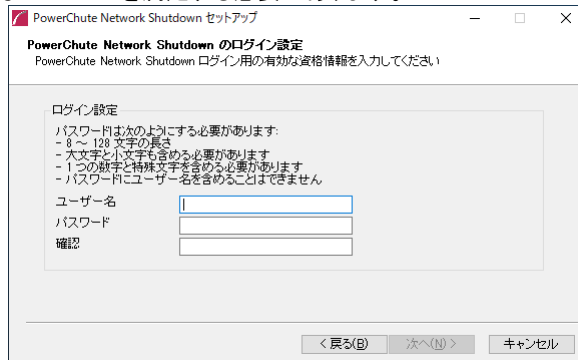 PowerChute Network Shutdown セットアップ
PowerChute Network Shutdown のログイン設定
PowerChute Network Shutdown ログイン用の有効な資格情報を入力してください
ログイン設定
パスワードは次のようにする必要があります:
- 8 ～ 128 文字の長さ
- 大文字と小文字も含める必要があります
- 1 つの数字と特殊文字を含める必要があります
- パスワードにユーザー名を含めることはできません
ユーザー名
パスワード
確認
< 戻る(B)
次へ(N) >
キャンセル